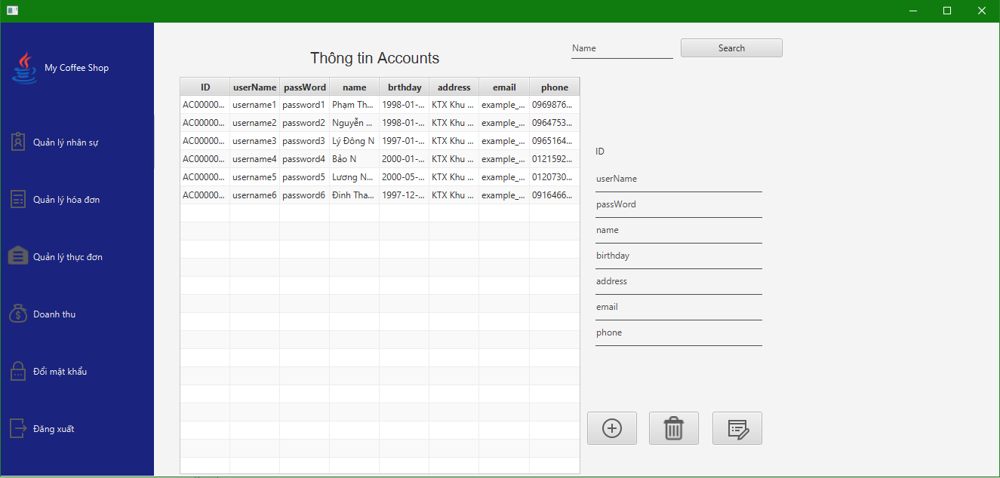 My Coffee Shop
Quản lý nhân sự
Quản lý hóa đơn
Quản lý thực đơn
Doanh thu
Đổi mật khẩu
Đăng xuất
Thông tin Accounts
Name Search
ID userName passWord name brthday address email phone
AC00000... username1 password1 Phạm Th... 1998-01-... KTX Khu ... example_... 0969876...
AC00000... username2 password2 Nguyễn ... 1998-01-... KTX Khu ... example_... 0964753...
AC00000... username3 password3 Lý Đông N 1997-01-... KTX Khu ... example_... 0965164...
AC00000... username4 password4 Bảo N 2000-01-... KTX Khu ... example_... 0121592...
AC00000... username5 password5 Lương N... 2000-05-... KTX Khu ... example_... 0120730...
AC00000... username6 password6 Đinh Tha... 1997-12-... KTX Khu ... example_... 0916466...
ID
userName
passWord
name
birthday
address
email
phone